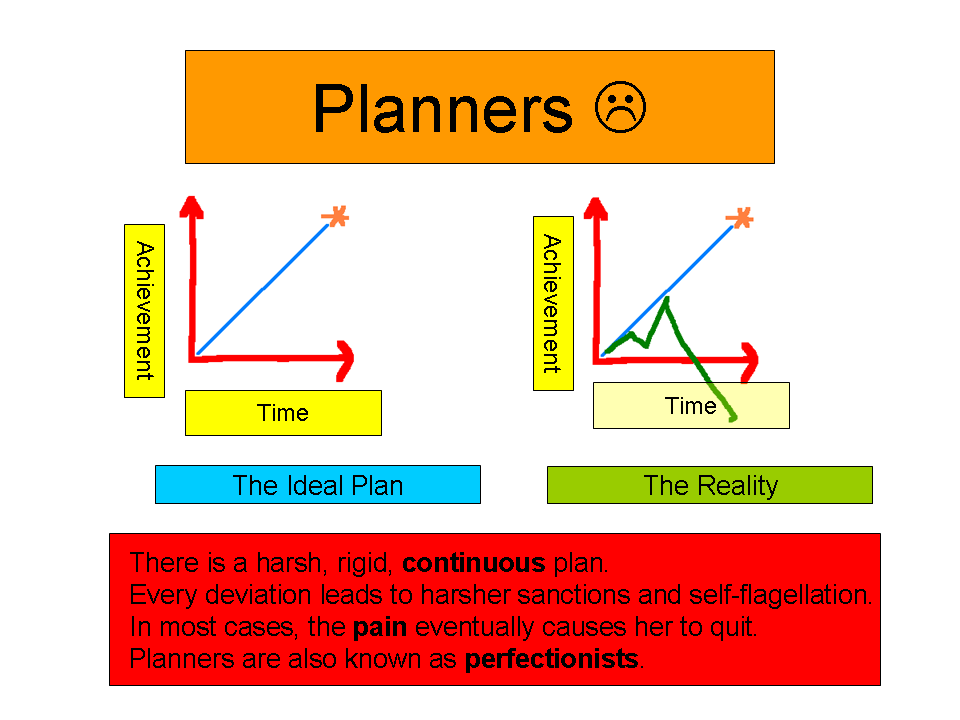 Planners ☹
Achievement
Time
The Ideal Plan
Achievement
Time
The Reality
There is a harsh, rigid, continuous plan.
Every deviation leads to harsher sanctions and self-flagellation.
In most cases, the pain eventually causes her to quit.
Planners are also known as perfectionists.